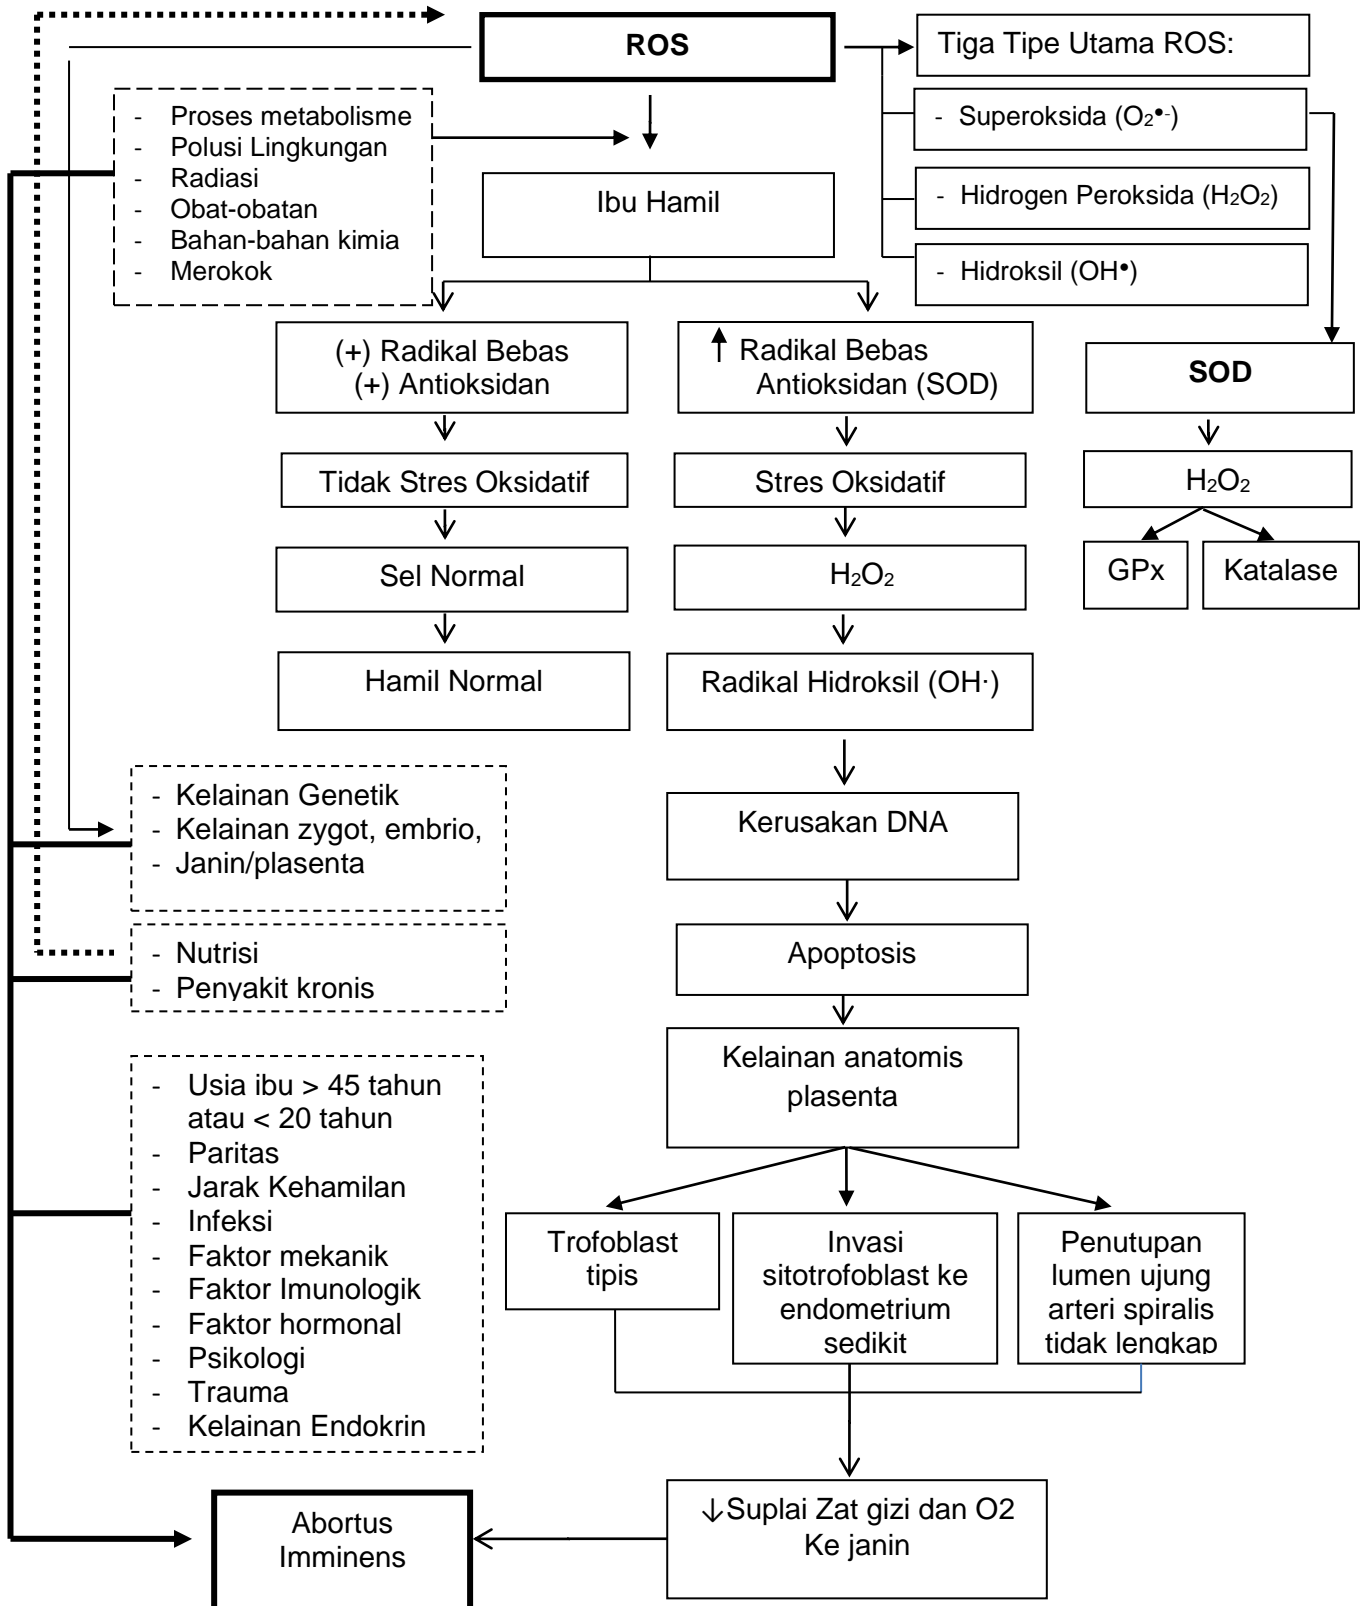 ROS
Tiga Tipe Utama ROS:
- Superoksida (O₂•-)
- Hidrogen Peroksida (H₂O₂)
- Hidroksil (OH•)
- Proses metabolisme
- Polusi Lingkungan
- Radiasi
- Obat-obatan
- Bahan-bahan kimia
- Merokok
Ibu Hamil
(+) Radikal Bebas
(+) Antioksidan
↑ Radikal Bebas
Antioksidan (SOD)
SOD
Tidak Stres Oksidatif
Stres Oksidatif
H₂O₂
GPx
Katalase
Sel Normal
H₂O₂
Hamil Normal
Radikal Hidroksil (OH·)
- Kelainan Genetik
- Kelainan zygot, embrio,
- Janin/plasenta
Kerusakan DNA
- Nutrisi
- Penyakit kronis
Apoptosis
Kelainan anatomis
plasenta
- Usia ibu > 45 tahun
atau < 20 tahun
- Paritas
- Jarak Kehamilan
- Infeksi
- Faktor mekanik
- Faktor Imunologik
- Faktor hormonal
- Psikologi
- Trauma
- Kelainan Endokrin
Trofoblast
tipis
Invasi
sitotrofoblast ke
endometrium
sedikit
Penutupan
lumen ujung
arteri spiralis
tidak lengkap
↓Suplai Zat gizi dan O2
Ke janin
Abortus
Imminens